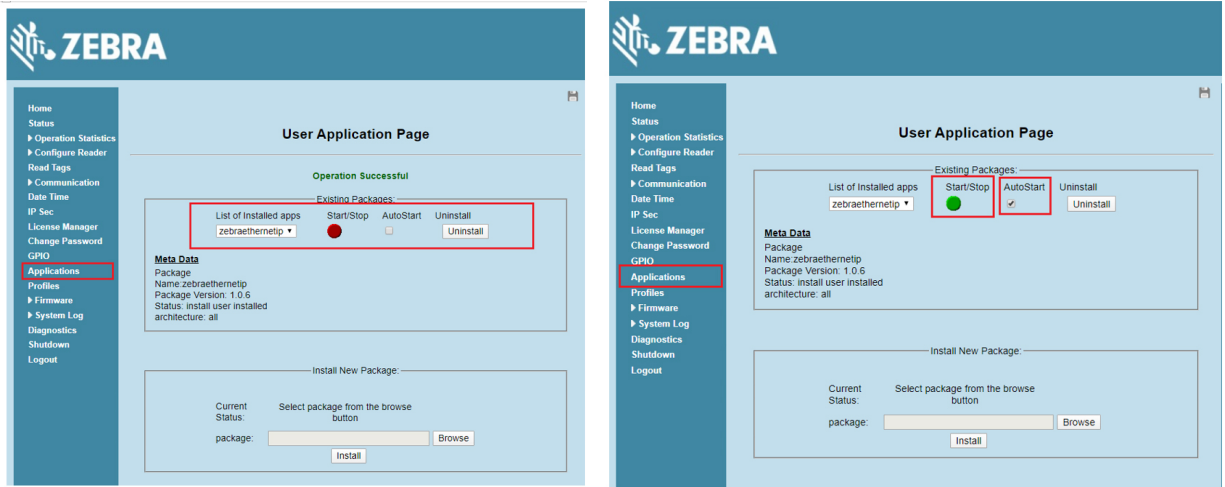 ZEBRA
Home
Status
Operation Statistics
Configure Reader
Read Tags
Communication
Date Time
IP Sec
License Manager
Change Password
GPIO
Applications
Profiles
Firmware
System Log
Diagnostics
Shutdown
Logout
User Application Page
Operation Successful
Existing Packages:
List of Installed apps Start/Stop AutoStart Uninstall
zebraethernetip Uninstall
Meta Data
Package
Name:zebraethernetip
Package Version: 1.0.6
Status: install user installed
architecture: all
Install New Package:
Current Select package from the browse
Status: button
package: Browse
Install
ZEBRA
Home
Status
Operation Statistics
Configure Reader
Read Tags
Communication
Date Time
IP Sec
License Manager
Change Password
GPIO
Applications
Profiles
Firmware
System Log
Diagnostics
Shutdown
Logout
User Application Page
Existing Packages:
List of Installed apps Start/Stop AutoStart Uninstall
zebraethernetip Uninstall
Meta Data
Package
Name:zebraethernetip
Package Version: 1.0.6
Status: install user installed
architecture: all
Install New Package:
Current Select package from the browse
Status: button
package: Browse
Install